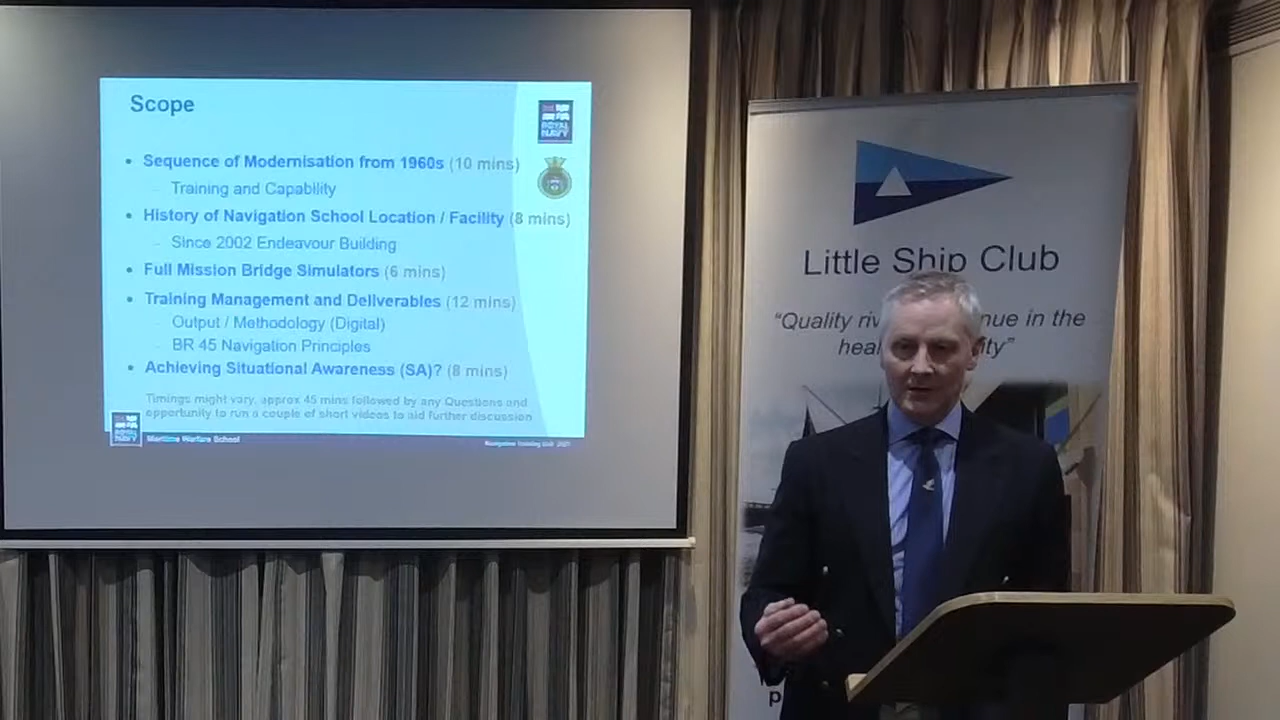 Scope
ROYAL NAVY
• Sequence of Modernisation from 1960s (10 mins)
– Training and Capability
• History of Navigation School Location / Facility (8 mins)
– Since 2002 Endeavour Building
• Full Mission Bridge Simulators (6 mins)
• Training Management and Deliverables (12 mins)
– Output / Methodology (Digital)
– BR 45 Navigation Principles
• Achieving Situational Awareness (SA)? (8 mins)
Timings might vary, approx 45 mins followed by any Questions and
opportunity to run a couple of short videos to aid further discussion
ROYAL NAVY
Maritime Warfare School
Little Ship Club
“Quality riv nue in the
hea ity”
p